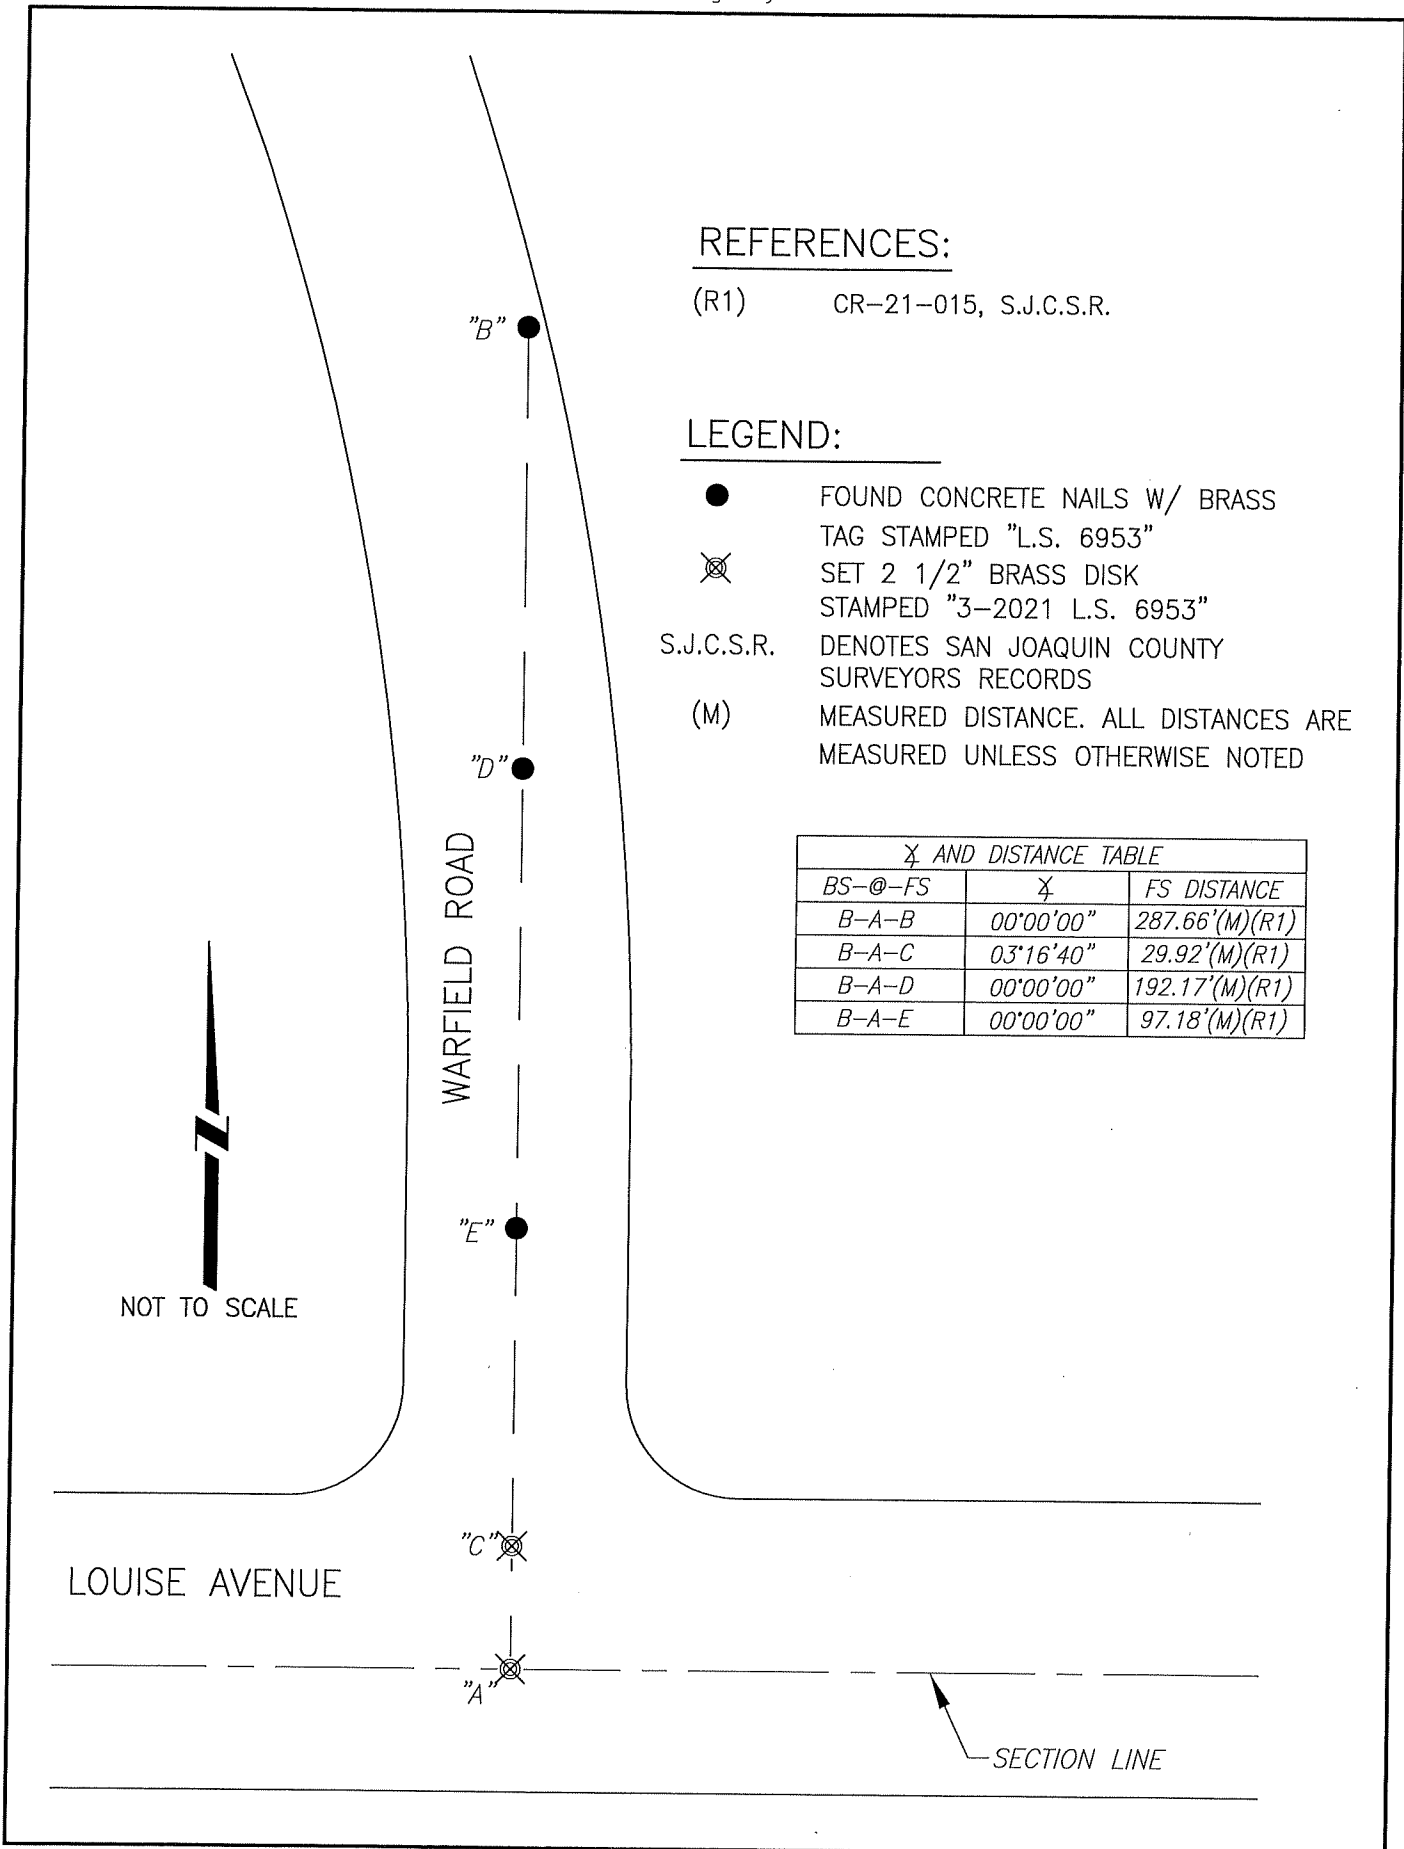 REFERENCES:
(R1) CR-21-015, S.J.C.S.R.
"B"
LEGEND:
FOUND CONCRETE NAILS W/ BRASS
TAG STAMPED "L.S. 6953"
SET 2 1/2" BRASS DISK
STAMPED "3-2021 L.S. 6953"
S.J.C.S.R. DENOTES SAN JOAQUIN COUNTY
SURVEYORS RECORDS
(M) MEASURED DISTANCE. ALL DISTANCES ARE
MEASURED UNLESS OTHERWISE NOTED
"D"
WARFIELD ROAD
AND DISTANCE TABLE
BS-@-FS FS DISTANCE
B-A-B 00°00'00" 287.66'(M)(R1)
B-A-C 03°16'40" 29.92'(M)(R1)
B-A-D 00°00'00" 192.17'(M)(R1)
B-A-E 00°00'00" 97.18'(M)(R1)
N
"E"
NOT TO SCALE
"C"
LOUISE AVENUE
"A"
SECTION LINE